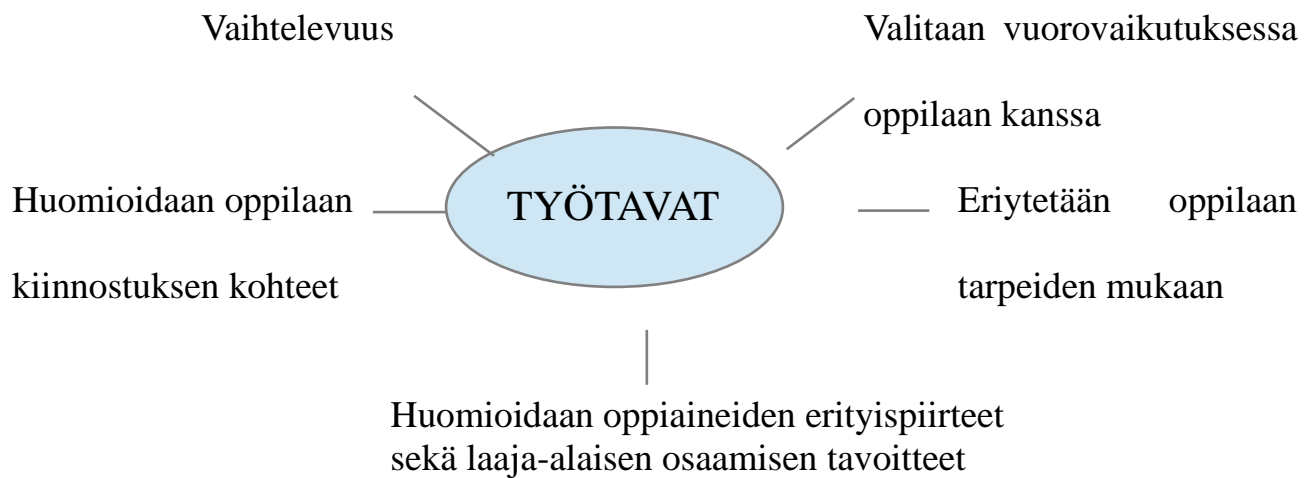 Vaihtelevuus
Valitaan vuorovaikutuksessa
oppilaan kanssa
Huomioidaan oppilaan
kiinnostuksen kohteet
TYÖTAVAT
Eriytetään oppilaan
tarpeiden mukaan
Huomioidaan oppiaineiden erityispiirteet
sekä laaja-alaisen osaamisen tavoitteet